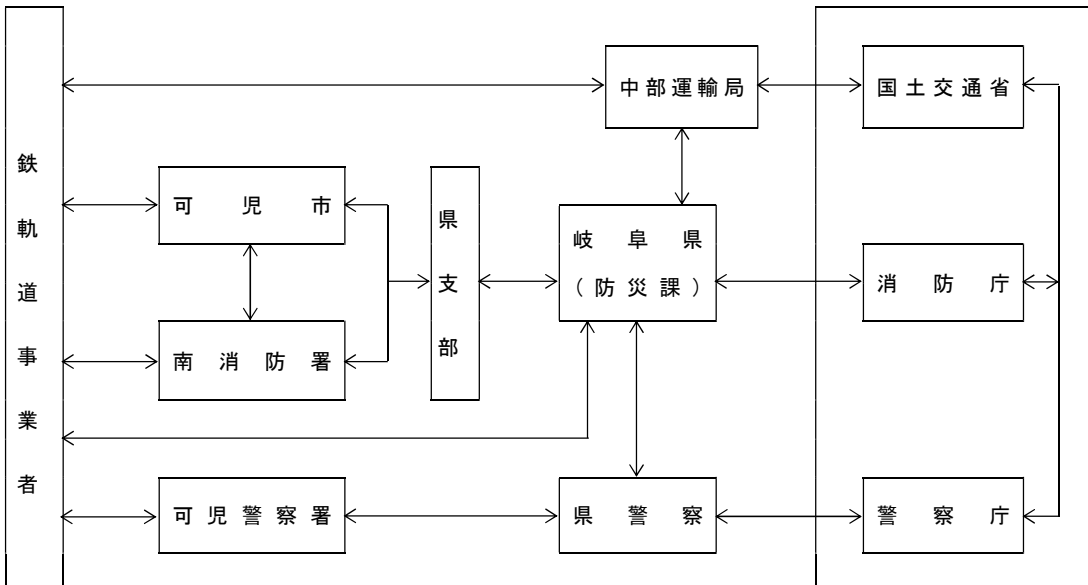 鉄軌道事業者
中部運輸局
国土交通省
可児市
県支部
岐阜県
(防災課)
消防庁
南消防署
可児警察署
県警察
警察庁